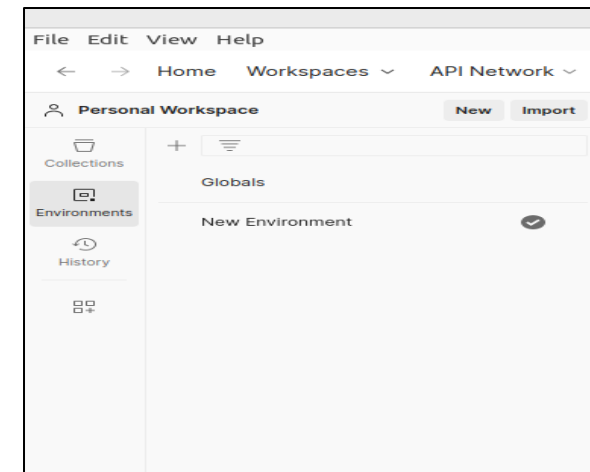 File Edit View Help
Home Workspaces API Network
Personal Workspace New Import
Collections
Globals
Environments
New Environment
History